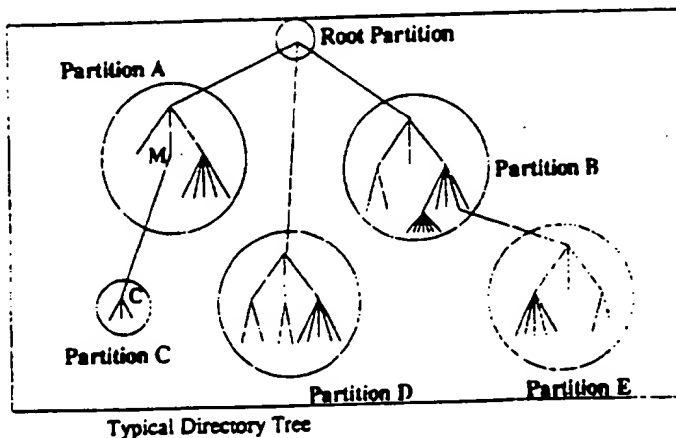 Root Partition
Partition A
M
Partition B
C
Partition C
Partition D
Partition E
Typical Directory Tree